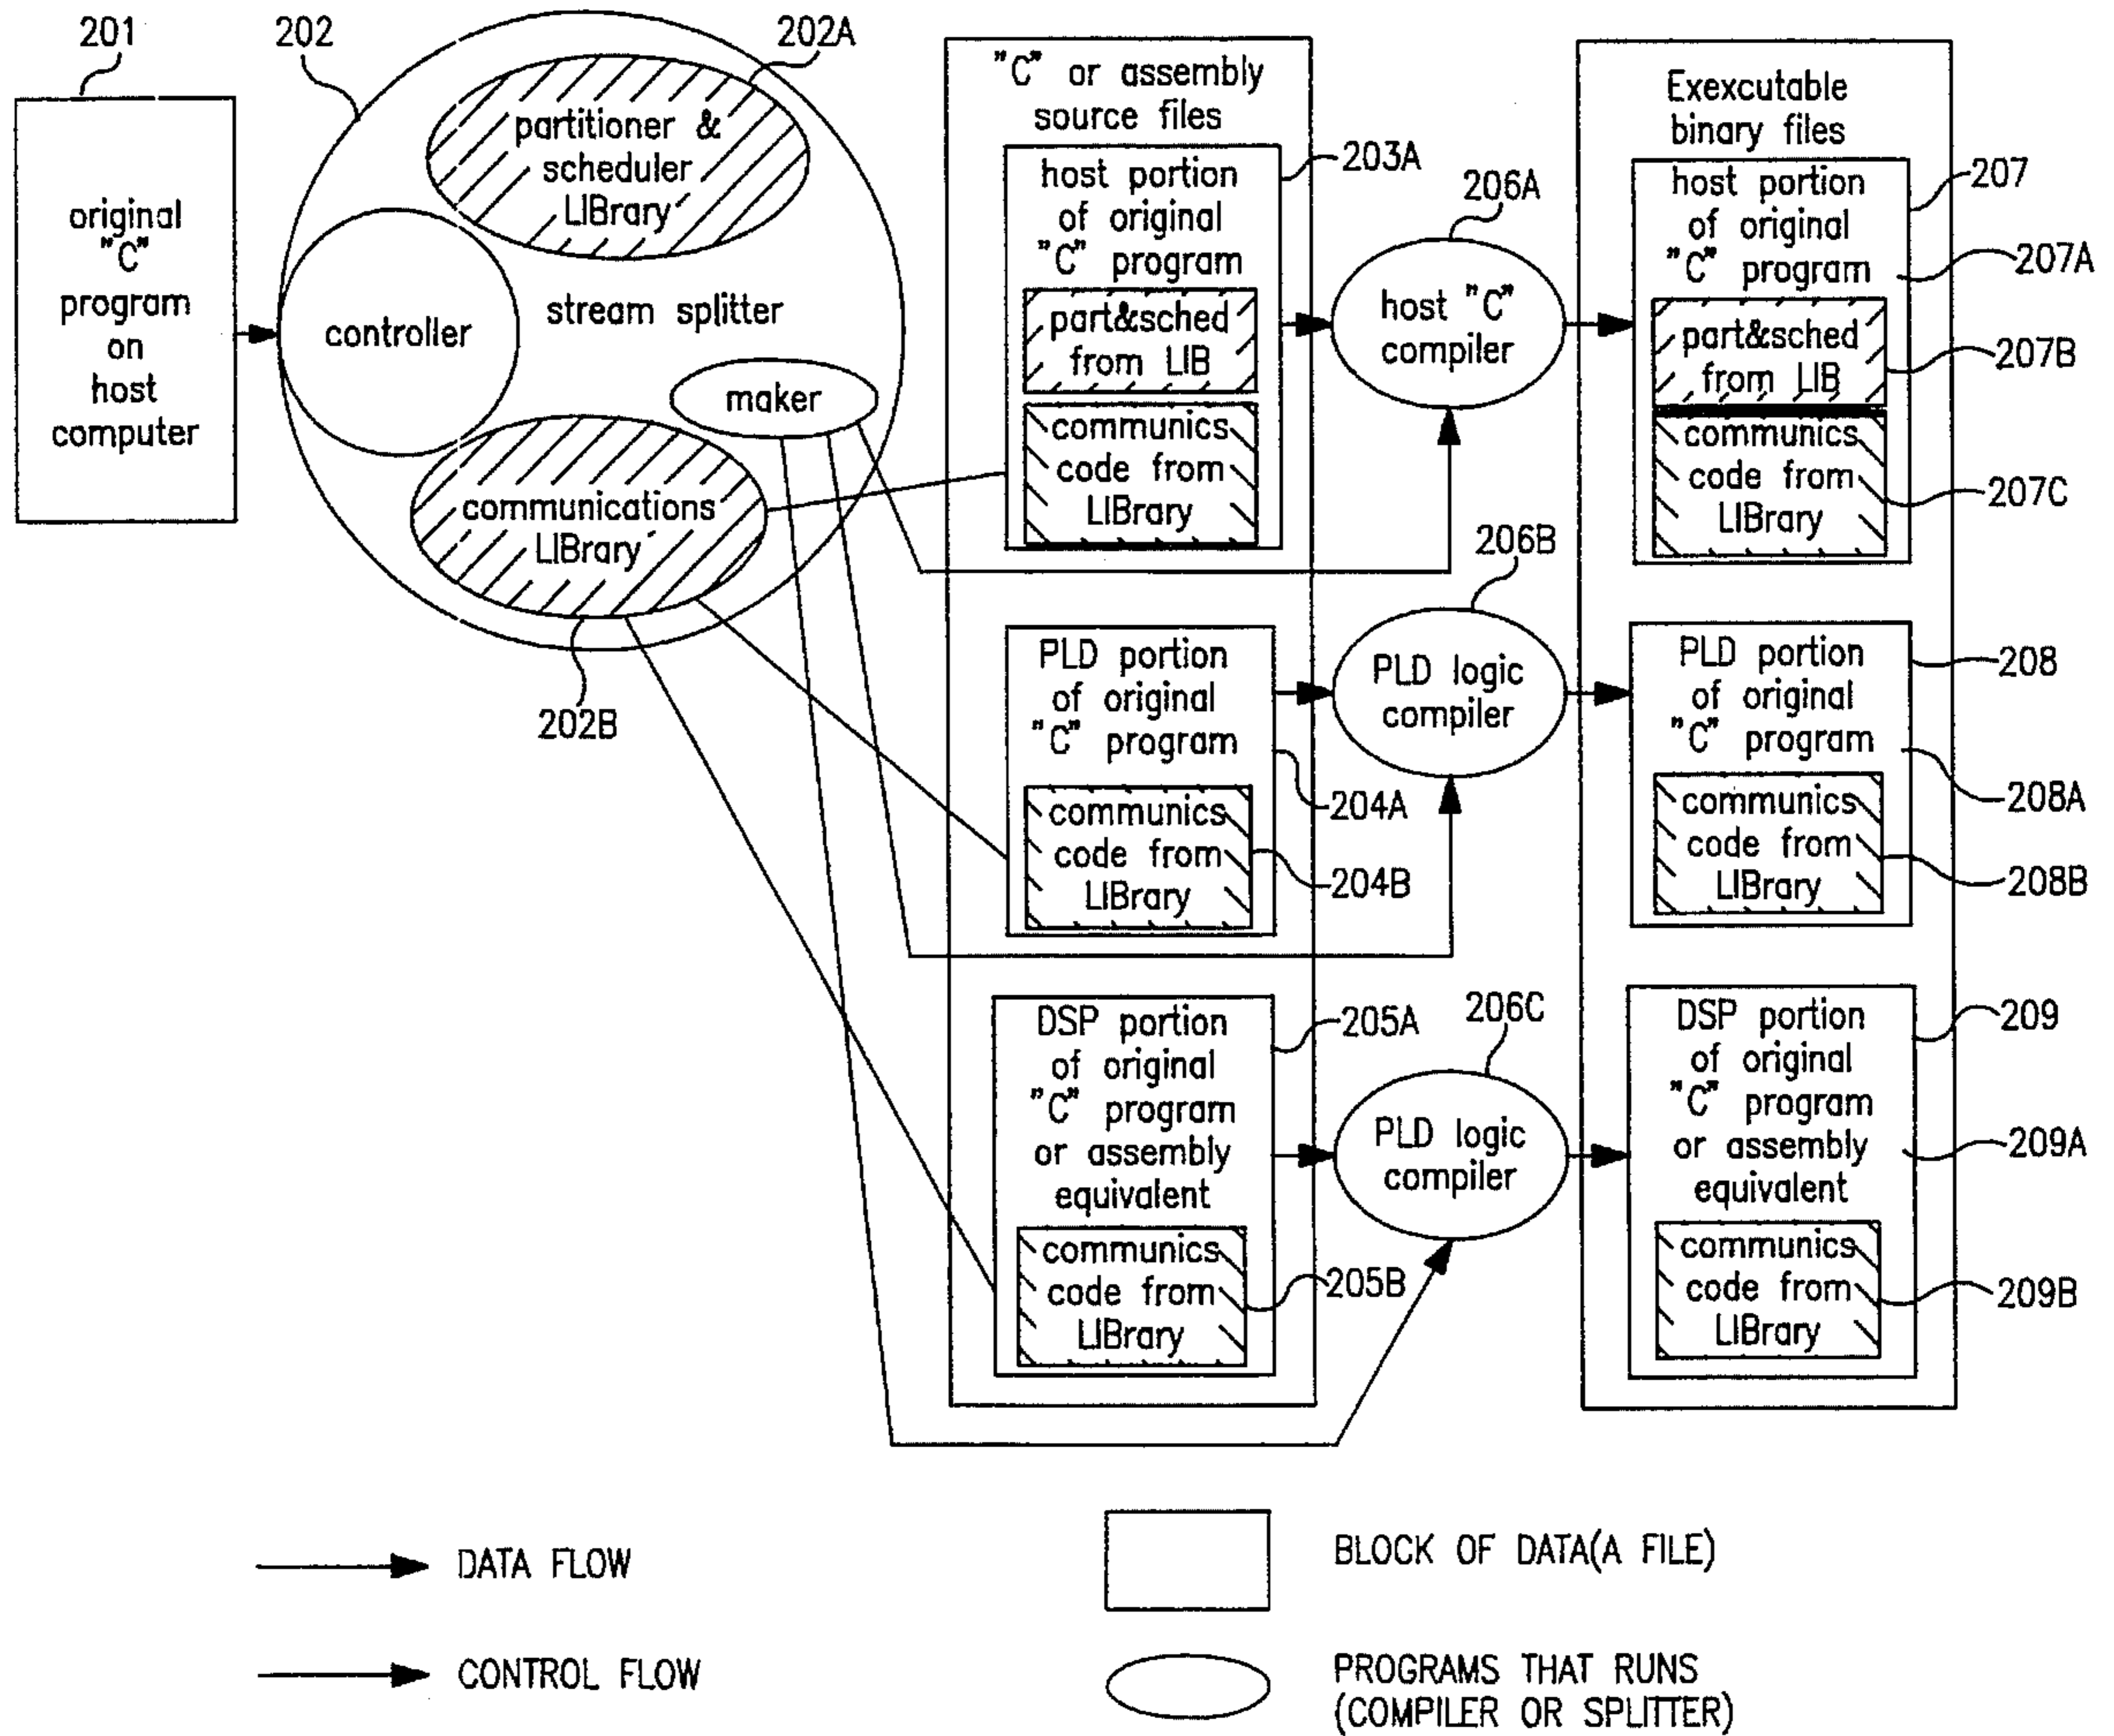 201
202
202A
original
"C"
program
on
host
computer
partitioner &
scheduler
LIBrary
controller
stream splitter
maker
communications
LIBrary
202B
"C" or assembly
source files
host portion
of original
"C" program
part&sched
from LIB
communics
code from
LIBrary
203A
PLD portion
of original
"C" program
communics
code from
LIBrary
204A
204B
DSP portion
of original
"C" program
or assembly
equivalent
communics
code from
LIBrary
205A
205B
206A
host "C"
compiler
206B
PLD logic
compiler
206C
PLD logic
compiler
Exexcutable
binary files
host portion
of original
"C" program
part&sched
from LIB
communics
code from
LIBrary
207
207A
207B
207C
PLD portion
of original
"C" program
communics
code from
LIBrary
208
208A
208B
DSP portion
of original
"C" program
or assembly
equivalent
communics
code from
LIBrary
209
209A
209B
DATA FLOW
CONTROL FLOW
BLOCK OF DATA(A FILE)
PROGRAMS THAT RUNS
(COMPILER OR SPLITTER)